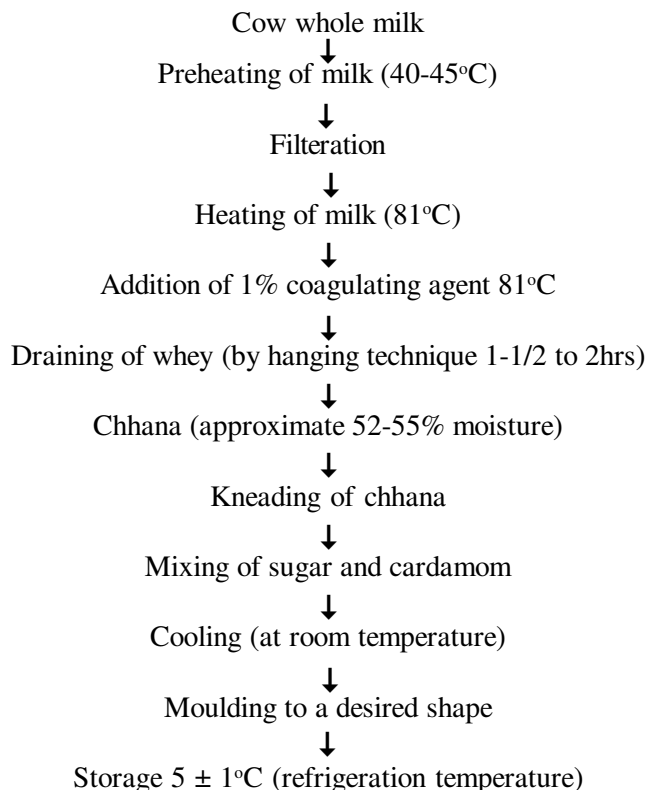 Cow whole milk
Preheating of milk (40-45°C)
Filteration
Heating of milk (81°C)
Addition of 1% coagulating agent 81°C
Draining of whey (by hanging technique 1-1/2 to 2hrs)
Chhana (approximate 52-55% moisture)
Kneading of chhana
Mixing of sugar and cardamom
Cooling (at room temperature)
Moulding to a desired shape
Storage 5 ± 1°C (refrigeration temperature)